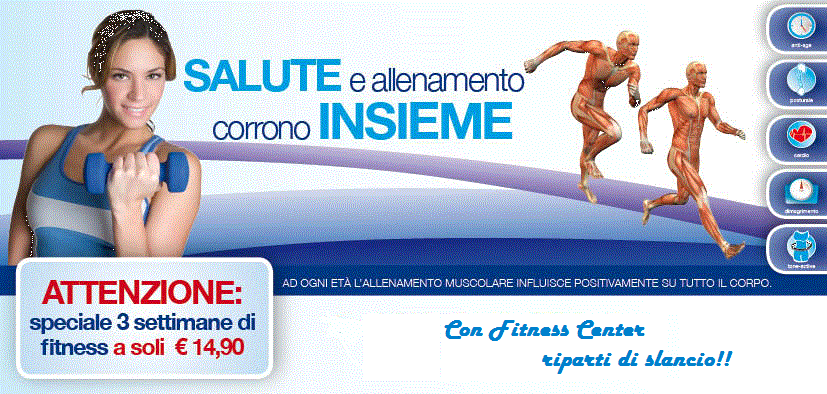 SALUTE e allenamento
corrono INSIEME
anti-age
posturale
cardio
dimagrimento
tone-active
AD OGNI ETÀ L'ALLENAMENTO MUSCOLARE INFLUISCE POSITIVAMENTE SU TUTTO IL CORPO.
ATTENZIONE:
speciale 3 settimane di
fitness a soli € 14,90
Con Fitness Center
riparti di slancio!!